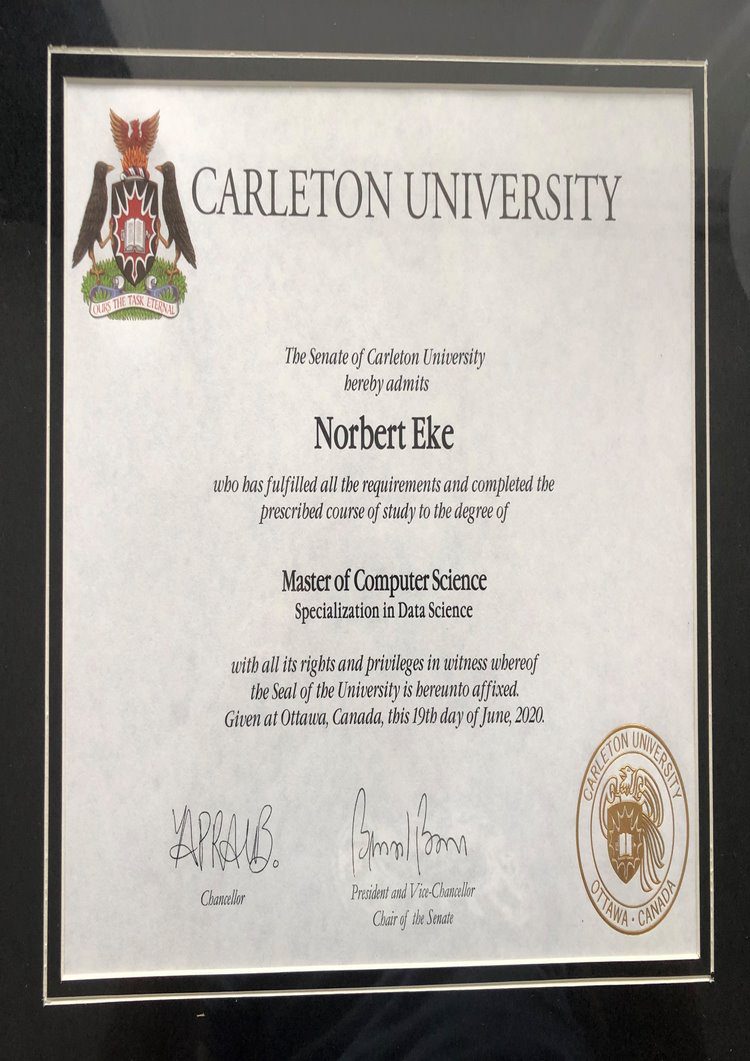 CARLETON UNIVERSITY
OURS THE TASK ETERNAL
The Senate of Carleton University
hereby admits
Norbert Eke
who has fulfilled all the requirements and completed the
prescribed course of study to the degree of
Master of Computer Science
Specialization in Data Science
with all its rights and privileges in witness whereof
the Seal of the University is hereunto affixed.
Given at Ottawa, Canada, this 19th day of June, 2020.
Chancellor
President and Vice-Chancellor
Chair of the Senate
CARLETON UNIVERSITY
OTTAWA · CANADA